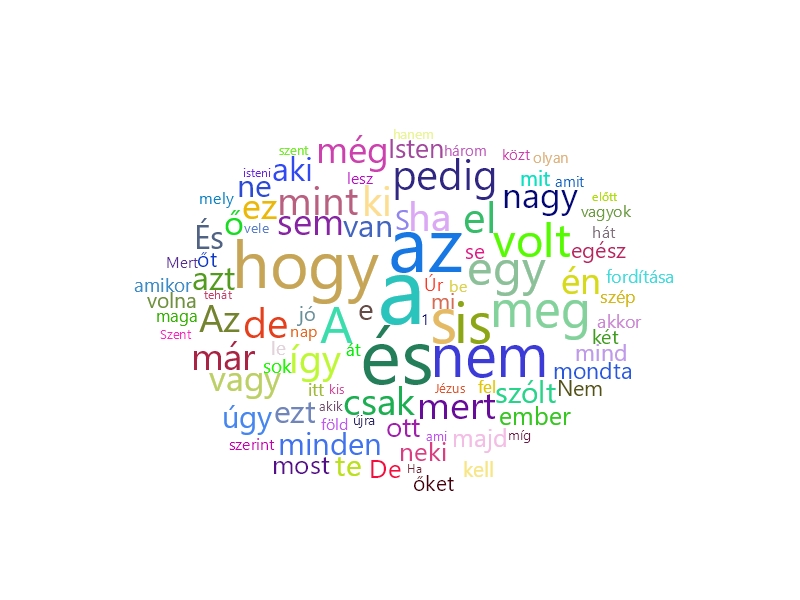 hanem
szent még Isten három közt olyan
isteni aki lesz pedig mit amit
mely ne mint ki nagy előtt
ez sem s ha el vagyok
És ő vele van az volt hát
Mert őt hogy se egész
amikor azt a egy én fordítása
volna tehát Úr be szép
maga Az de jó A e mi s is meg akkor
Szent nap 1 két
már le így át és nem mind
sok vagy itt kis Jézus fel szólt mondta Nem
úgy ezt akik csak mert ember
föld újra ott
szerint minden ami majd míg
neki
most te De Ha kell
őket